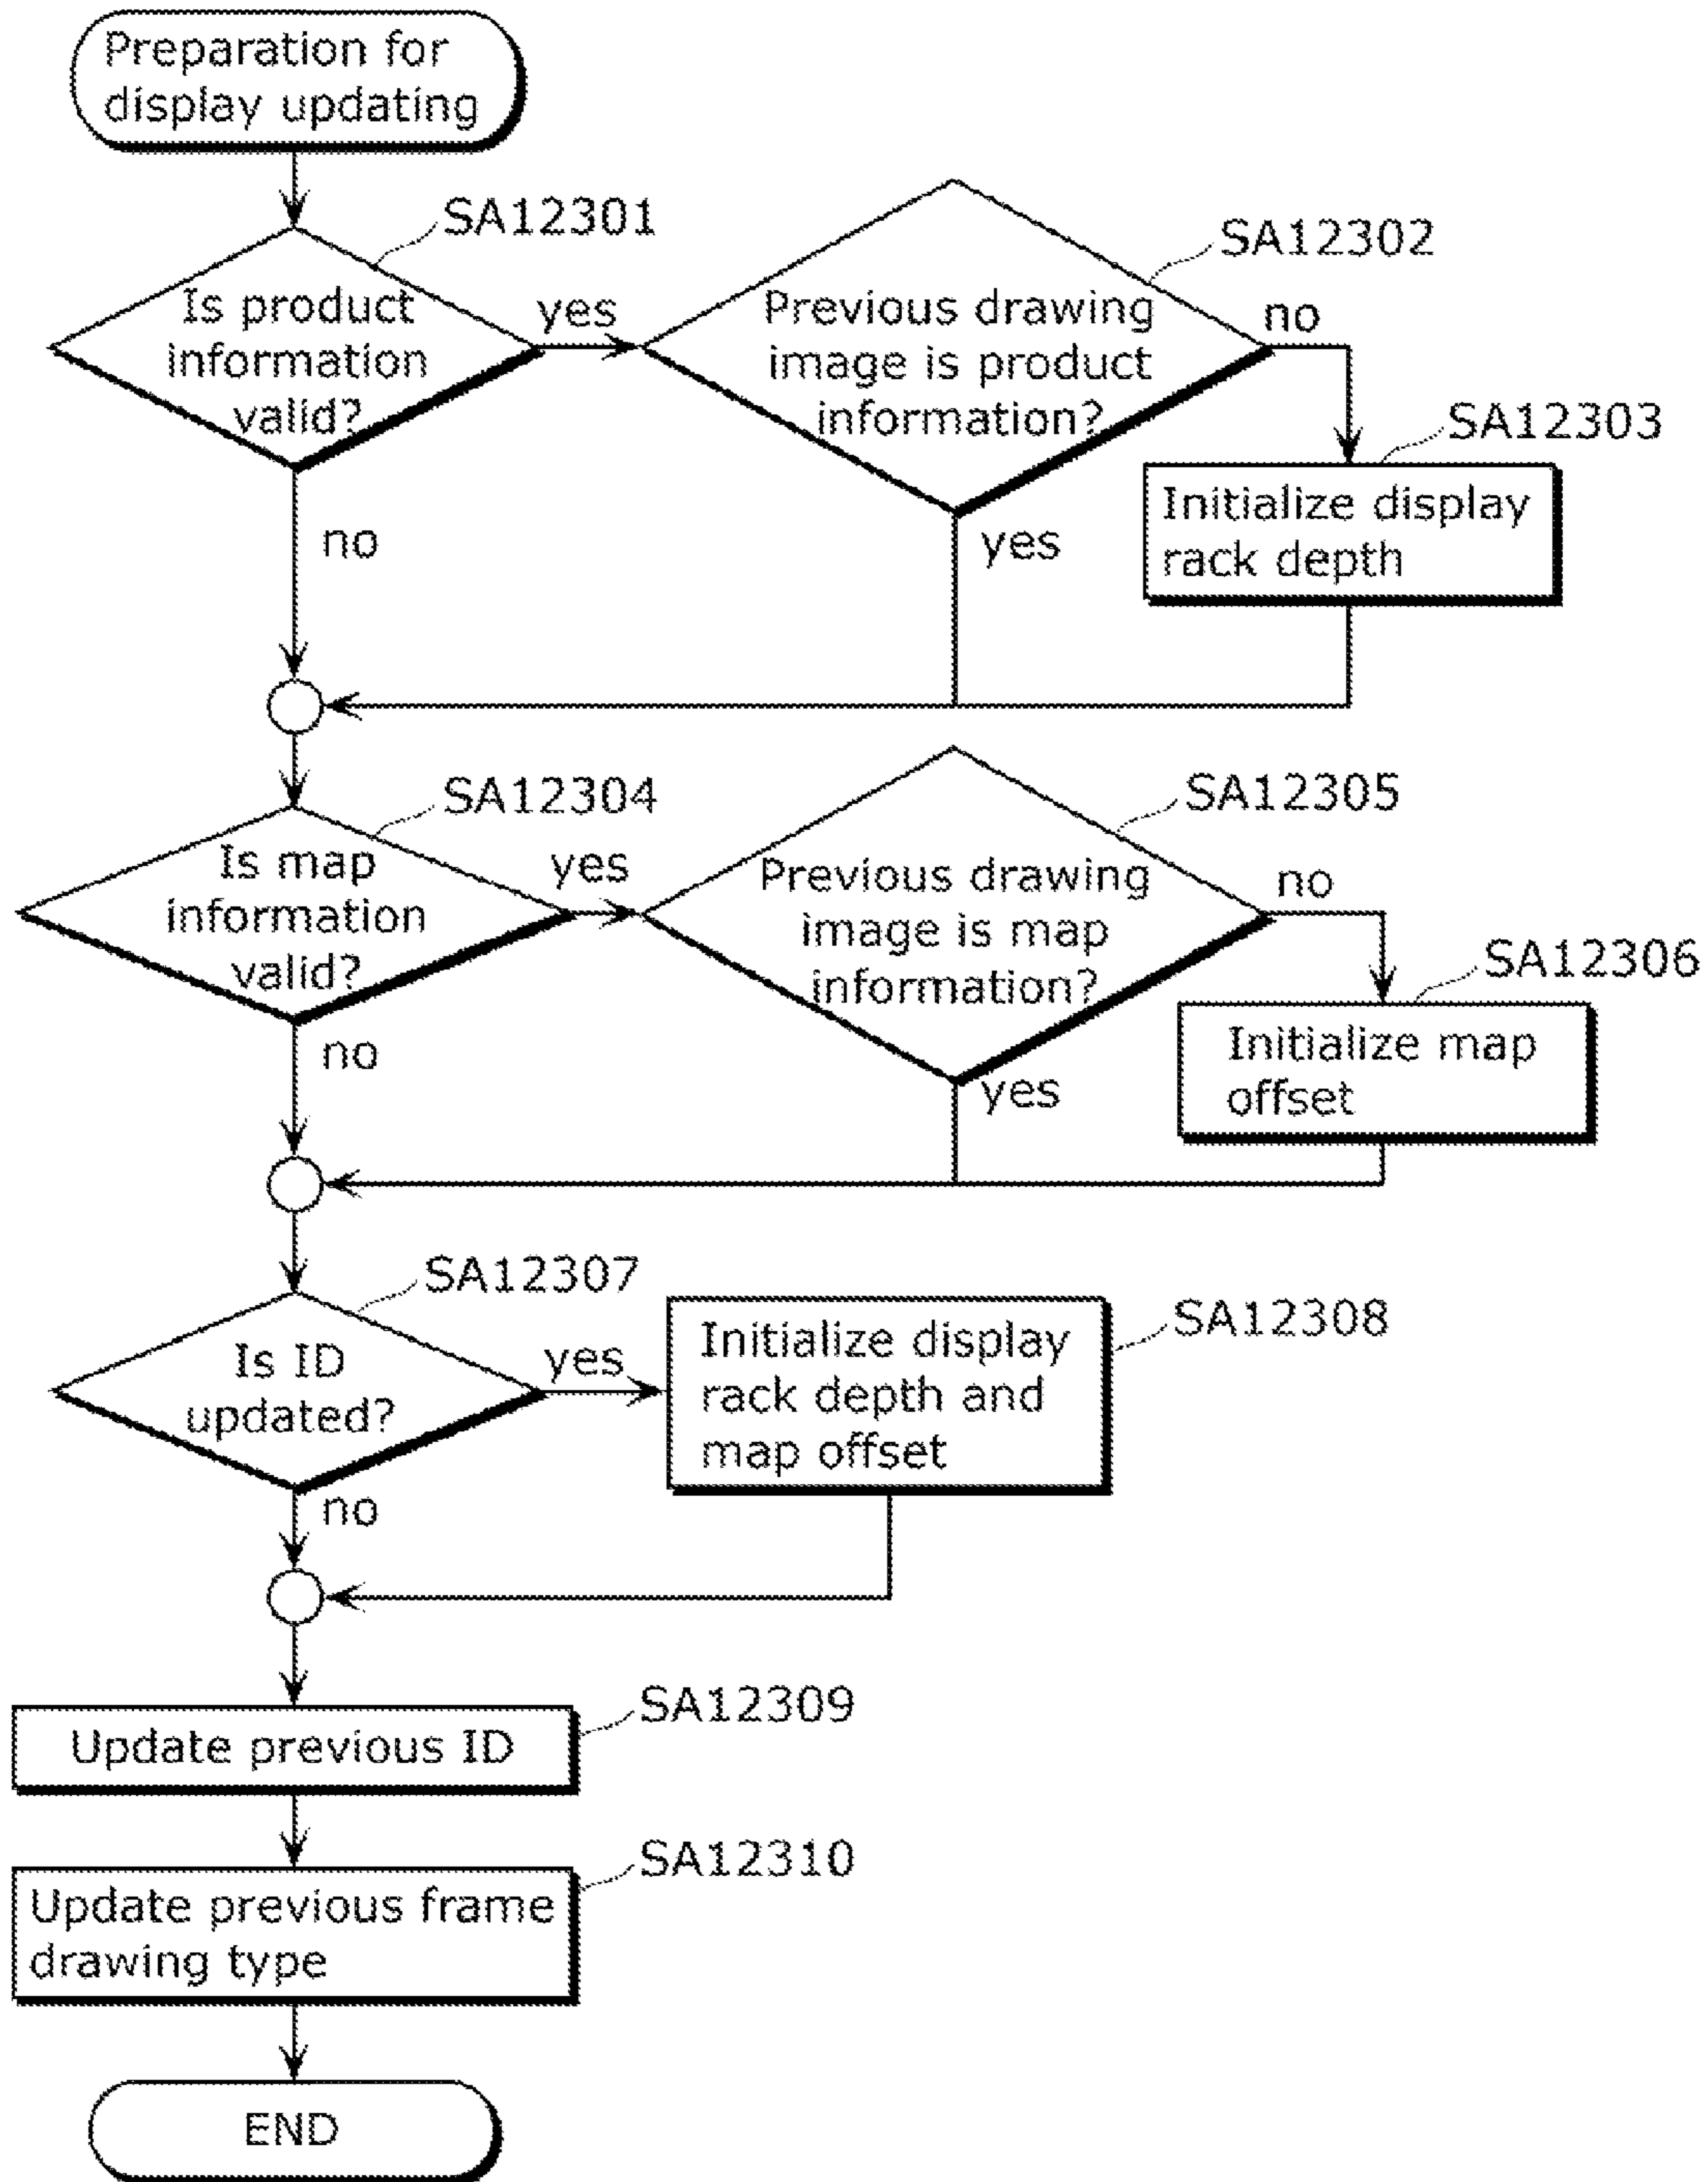 Preparation for
display updating
SA12301
Is product
information
valid?
yes
no
SA12302
Previous drawing
image is product
information?
no
yes
SA12303
Initialize display
rack depth
SA12304
Is map
information
valid?
yes
no
SA12305
Previous drawing
image is map
information?
no
yes
SA12306
Initialize map
offset
SA12307
Is ID
updated?
yes
no
SA12308
Initialize display
rack depth and
map offset
SA12309
Update previous ID
SA12310
Update previous frame
drawing type
END